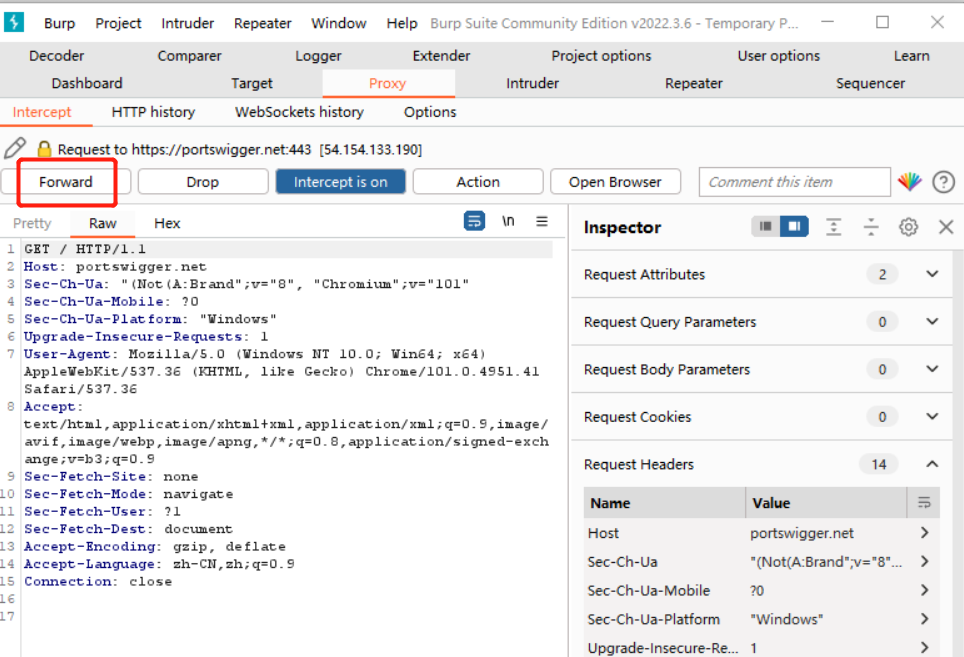 Burp Project Intruder Repeater Window Help Burp Suite Community Edition v2022.3.6 - Temporary P...
Decoder Comparer Logger Extender Project options User options Learn
Dashboard Target Proxy Intruder Repeater Sequencer
Intercept HTTP history WebSockets history Options
Request to https://portswigger.net:443 [54.154.133.190]
Forward Drop Intercept is on Action Open Browser Comment this item ?
Pretty Raw Hex \n
1 GET / HTTP/1.1
2 Host: portswigger.net
3 Sec-Ch-Ua: "(Not(A:Brand";v="8", "Chromium";v="101"
4 Sec-Ch-Ua-Mobile: ?0
5 Sec-Ch-Ua-Platform: "Windows"
6 Upgrade-Insecure-Requests: 1
7 User-Agent: Mozilla/5.0 (Windows NT 10.0; Win64; x64)
AppleWebKit/537.36 (KHTML, like Gecko) Chrome/101.0.4951.41
Safari/537.36
8 Accept:
text/html,application/xhtml+xml,application/xml;q=0.9,image/
avif,image/webp,image/apng,*/*;q=0.8,application/signed-exch
ange;v=b3;q=0.9
9 Sec-Fetch-Site: none
10 Sec-Fetch-Mode: navigate
11 Sec-Fetch-User: ?1
12 Sec-Fetch-Dest: document
13 Accept-Encoding: gzip, deflate
14 Accept-Language: zh-CN,zh;q=0.9
15 Connection: close
16
17
Inspector
Request Attributes 2
Request Query Parameters 0
Request Body Parameters 0
Request Cookies 0
Request Headers 14
Name Value
Host portswigger.net
Sec-Ch-Ua "(Not(A:Brand";v="8"...
Sec-Ch-Ua-Mobile ?0
Sec-Ch-Ua-Platform "Windows"
Upgrade-Insecure-Re... 1